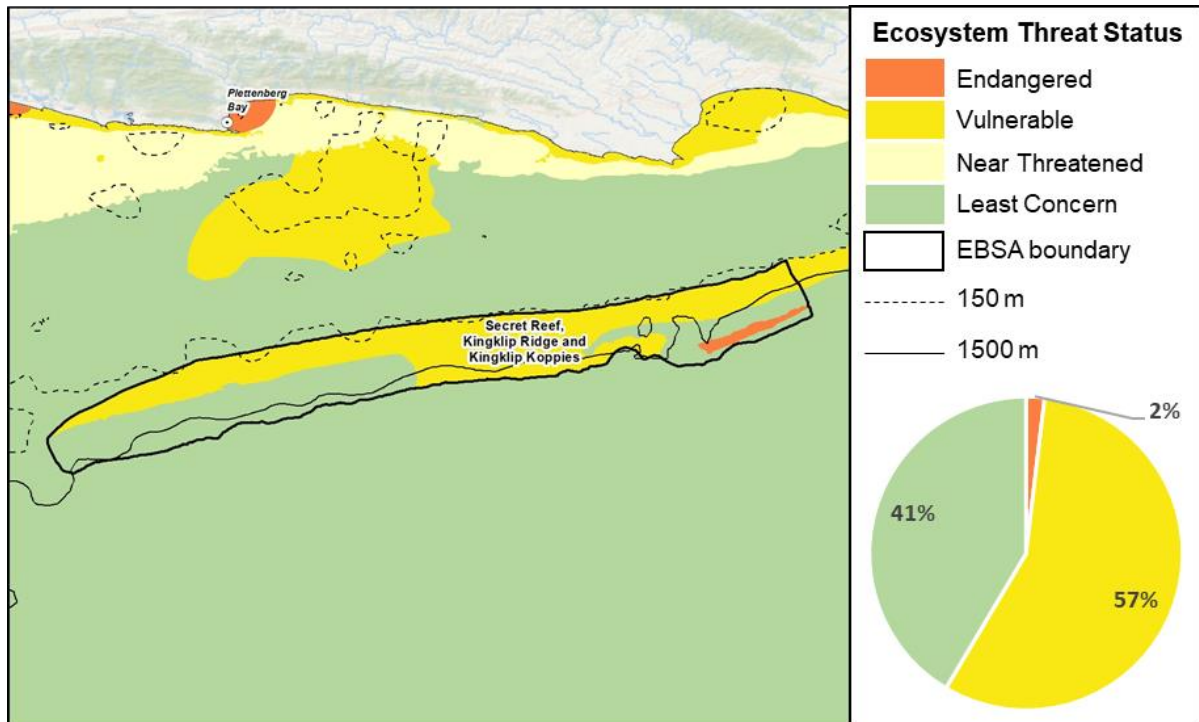 Plettenberg
Bay
Secret Reef,
Kingklip Ridge and
Kingklip Koppies
Ecosystem Threat Status
Endangered
Vulnerable
Near Threatened
Least Concern
EBSA boundary
150 m
1500 m
2%
41%
57%